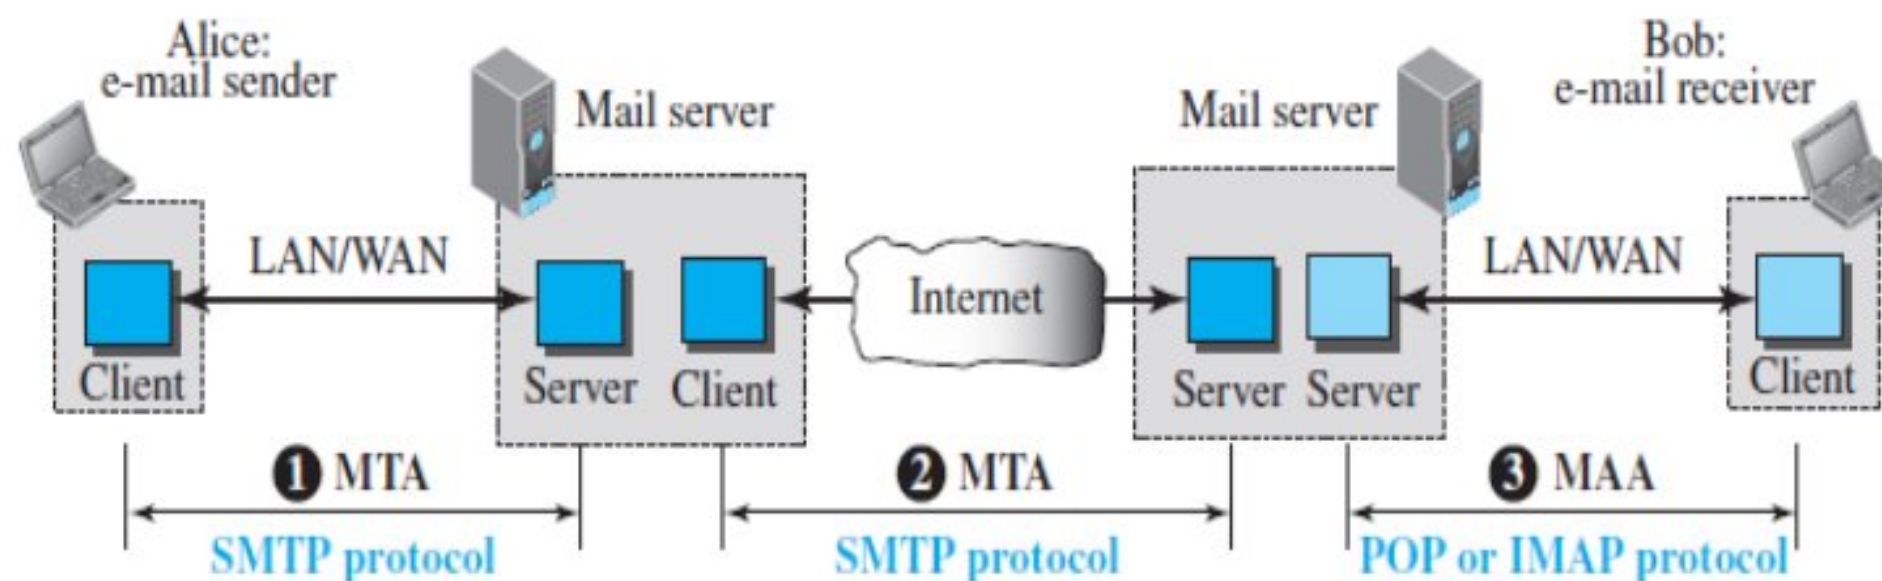 Alice:
e-mail sender
Mail server
Mail server
Bob:
e-mail receiver
LAN/WAN
Internet
LAN/WAN
Client
Server
Client
Server
Server
Client
1 MTA
2 MTA
3 MAA
SMTP protocol
SMTP protocol
POP or IMAP protocol